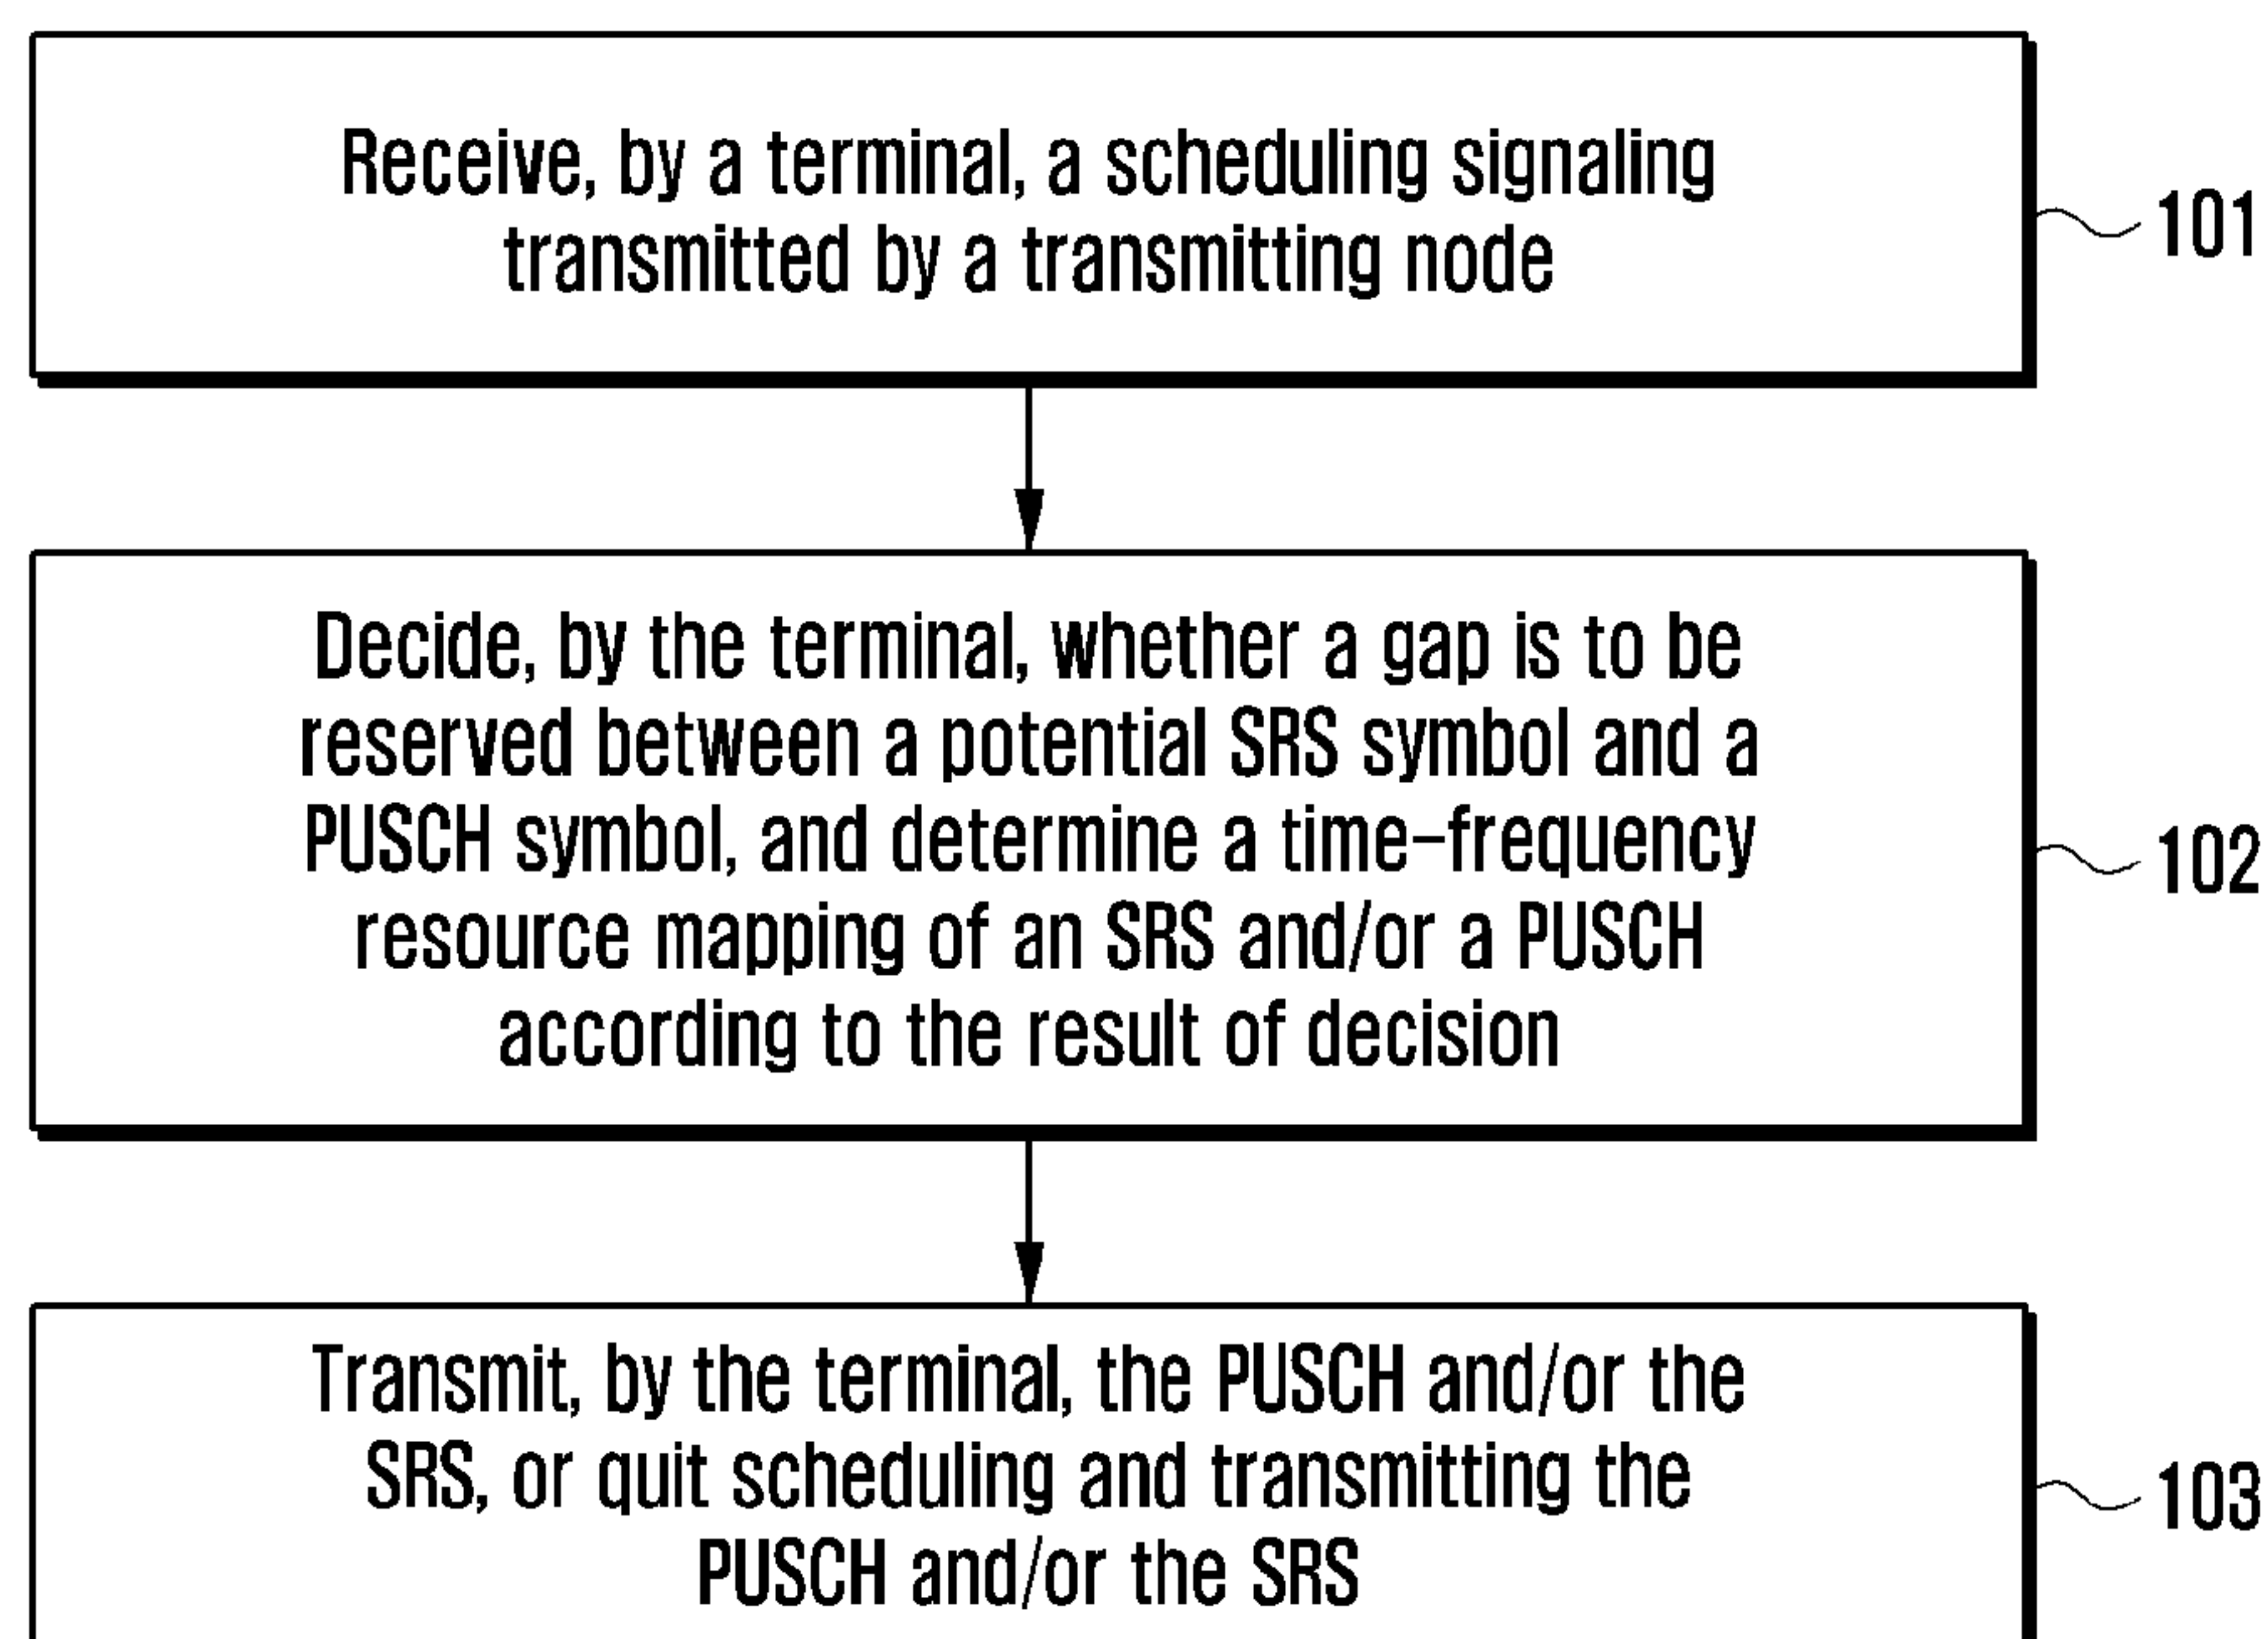 Receive, by a terminal, a scheduling signaling
transmitted by a transmitting node
101
Decide, by the terminal, whether a gap is to be
reserved between a potential SRS symbol and a
PUSCH symbol, and determine a time–frequency
resource mapping of an SRS and/or a PUSCH
according to the result of decision
102
Transmit, by the terminal, the PUSCH and/or the
SRS, or quit scheduling and transmitting the
PUSCH and/or the SRS
103